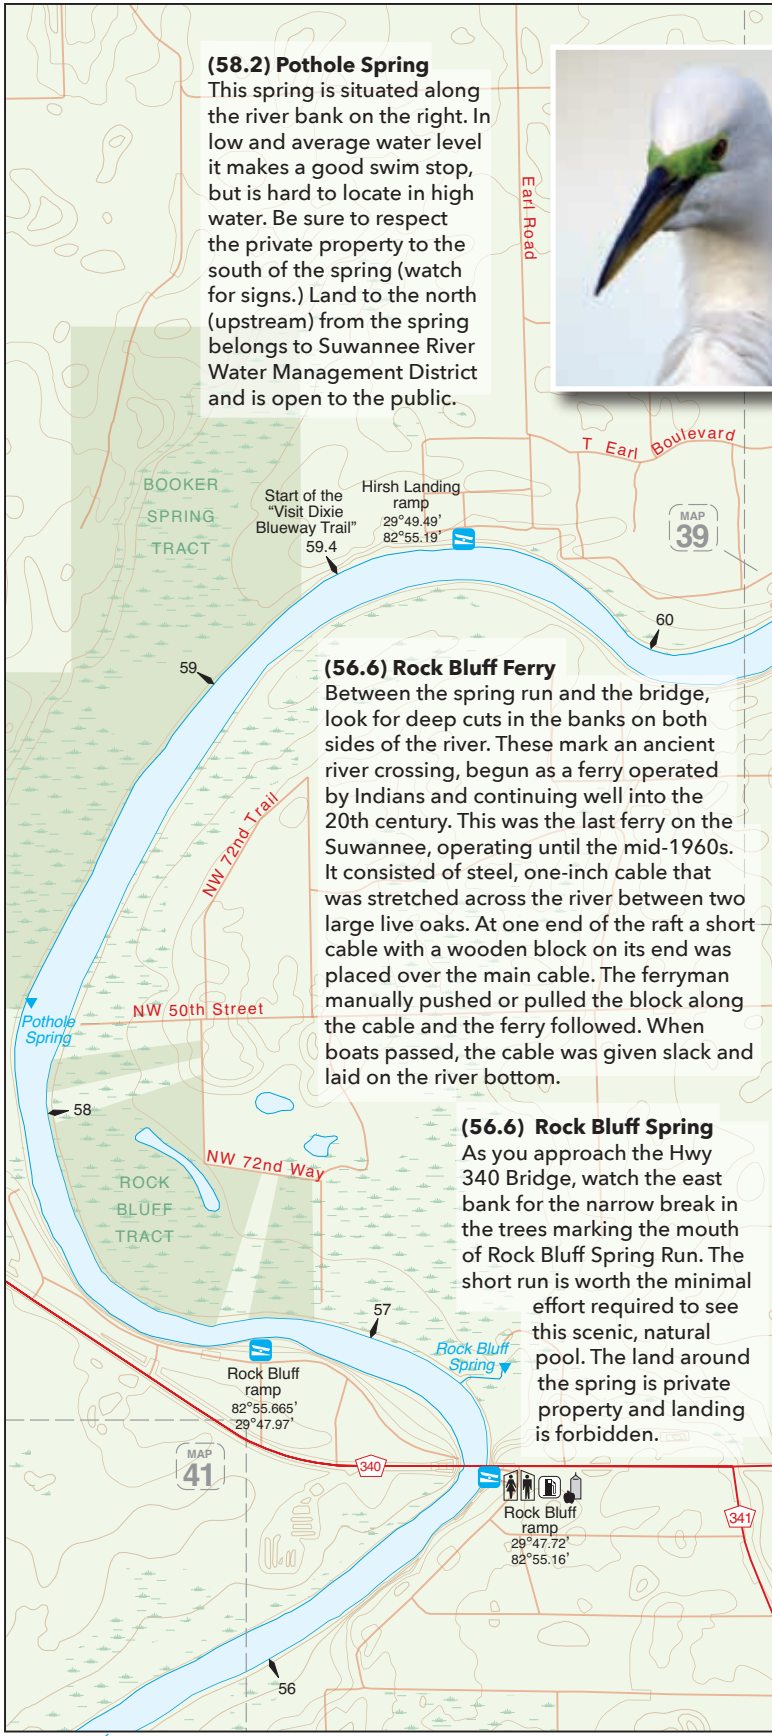 (58.2) Pothole Spring
This spring is situated along
the river bank on the right. In
low and average water level
it makes a good swim stop,
but is hard to locate in high
water. Be sure to respect
the private property to the
south of the spring (watch
for signs.) Land to the north
(upstream) from the spring
belongs to Suwannee River
Water Management District
and is open to the public.
Earl Road
T Earl Boulevard
BOOKER
SPRING
TRACT
Start of the
“Visit Dixie
Blueway Trail”
59.4
Hirsh Landing
ramp
29°49.49’
82°55.19’
MAP
39
60
59
(56.6) Rock Bluff Ferry
Between the spring run and the bridge,
look for deep cuts in the banks on both
sides of the river. These mark an ancient
river crossing, begun as a ferry operated
by Indians and continuing well into the
20th century. This was the last ferry on the
Suwannee, operating until the mid-1960s.
It consisted of steel, one-inch cable that
was stretched across the river between two
large live oaks. At one end of the raft a short
cable with a wooden block on its end was
placed over the main cable. The ferryman
manually pushed or pulled the block along
the cable and the ferry followed. When
boats passed, the cable was given slack and
laid on the river bottom.
NW 72nd Trail
NW 50th Street
Pothole
Spring
58
NW 72nd Way
ROCK
BLUFF
TRACT
(56.6) Rock Bluff Spring
As you approach the Hwy
340 Bridge, watch the east
bank for the narrow break in
the trees marking the mouth
of Rock Bluff Spring Run. The
short run is worth the minimal
effort required to see
this scenic, natural
pool. The land around
the spring is private
property and landing
is forbidden.
57
Rock Bluff
Spring
Rock Bluff
ramp
82°55.665’
29°47.97’
MAP
41
340
Rock Bluff
ramp
29°47.72’
82°55.16’
341
56